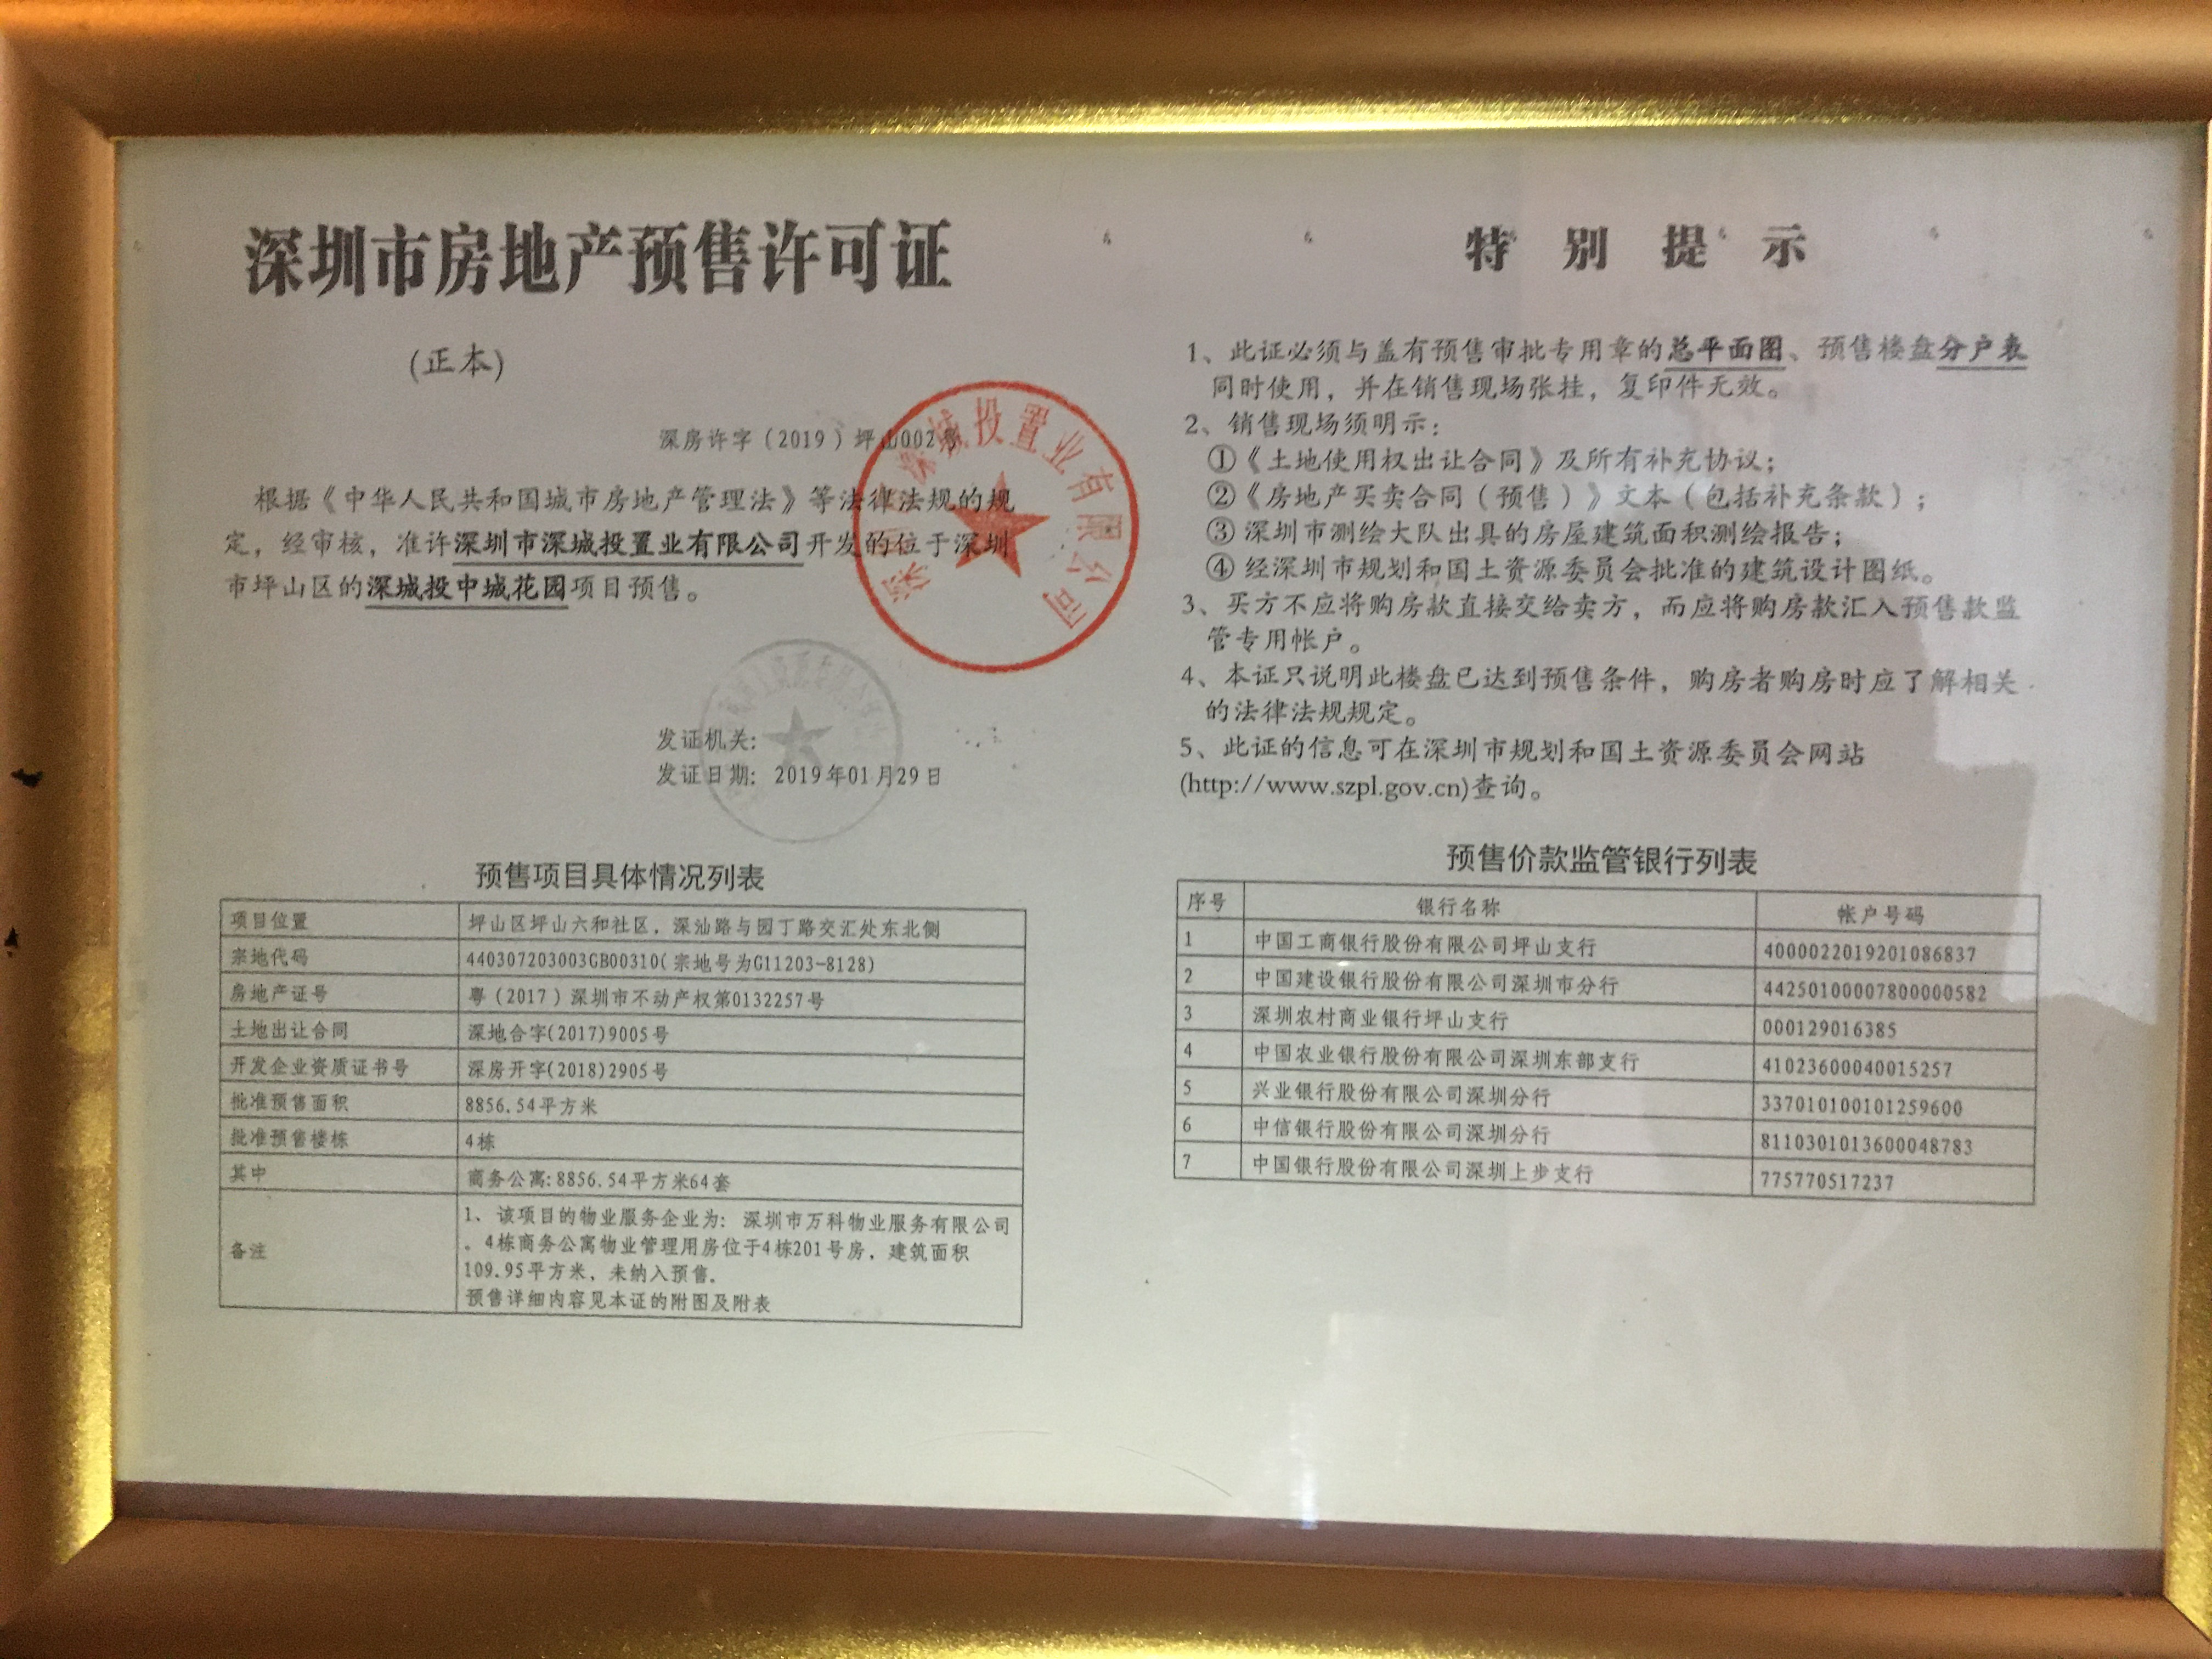 深圳市房地产预售许可证
(正本)
深房许字（2019）坪山002号
根据《中华人民共和国城市房地产管理法》等法律法规的规
定，经审核，准许深圳市深城投置业有限公司开发的位于深圳
市坪山区的深城投中城花园项目预售。
深圳市深城投置业有限公司
发证机关:
发证日期: 2019年01月29日
预售项目具体情况列表
项目位置 坪山区坪山六和社区，深汕路与园丁路交汇处东北侧
宗地代码 440307203003GB00310(宗地号为G11203-8128)
房地产证号 粤（2017）深圳市不动产权第0132257号
土地出让合同 深地合字(2017)9005号
开发企业资质证书号 深房开字(2018)2905号
批准预售面积 8856.54平方米
批准预售楼栋 4栋
其中 商务公寓:8856.54平方米64套
备注 1、该项目的物业服务企业为: 深圳市万科物业服务有限公司
。4栋商务公寓物业管理用房位于4栋201号房，建筑面积
109.95平方米，未纳入预售.
预售详细内容见本证的附图及附表
特别提示
1、此证必须与盖有预售审批专用章的总平面图、预售楼盘分户表
同时使用，并在销售现场张挂，复印件无效。
2、销售现场须明示：
①《土地使用权出让合同》及所有补充协议；
②《房地产买卖合同（预售）》文本（包括补充条款）；
③ 深圳市测绘大队出具的房屋建筑面积测绘报告；
④ 经深圳市规划和国土资源委员会批准的建筑设计图纸。
3、买方不应将购房款直接交给卖方，而应将购房款汇入预售款监
管专用帐户。
4、本证只说明此楼盘已达到预售条件，购房者购房时应了解相关
的法律法规规定。
5、此证的信息可在深圳市规划和国土资源委员会网站
(http://www.szpl.gov.cn)查询。
预售价款监管银行列表
序号 银行名称 帐户号码
1 中国工商银行股份有限公司坪山支行 4000022019201086837
2 中国建设银行股份有限公司深圳市分行 44250100007800000582
3 深圳农村商业银行坪山支行 000129016385
4 中国农业银行股份有限公司深圳东部支行 41023600040015257
5 兴业银行股份有限公司深圳分行 337010100101259600
6 中信银行股份有限公司深圳分行 8110301013600048783
7 中国银行股份有限公司深圳上步支行 775770517237